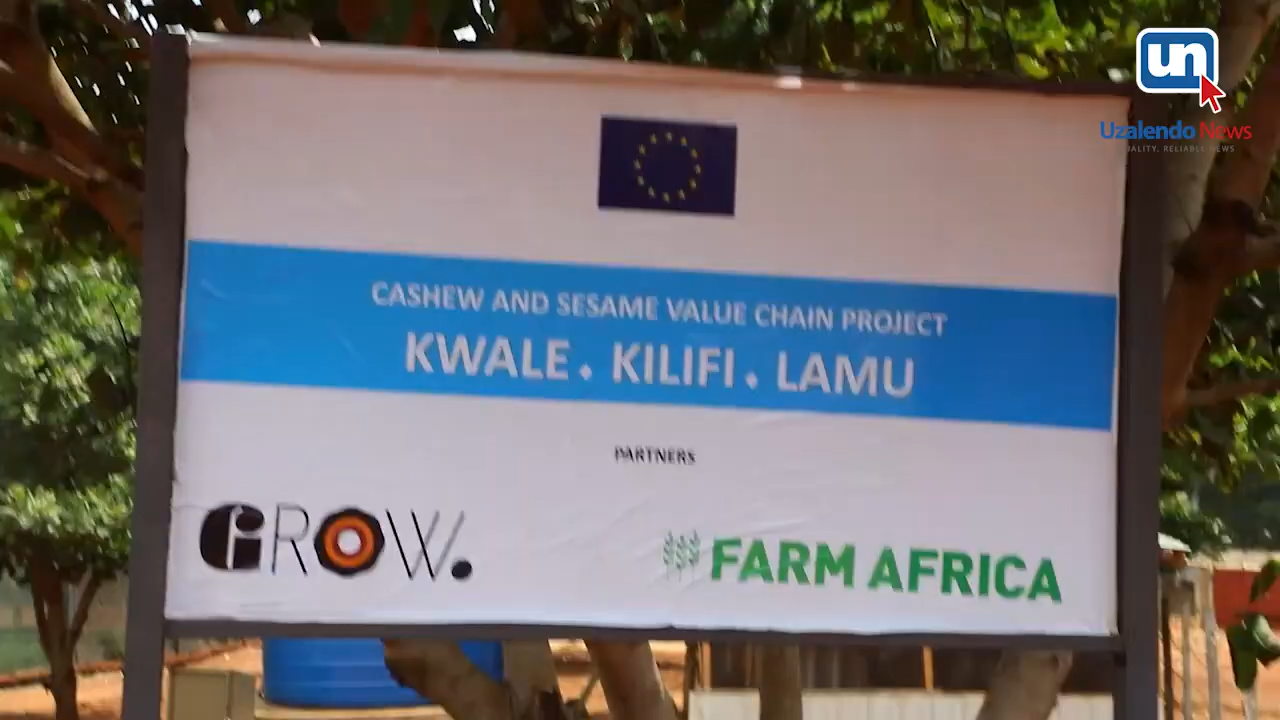 un
Uzalendo News
CASHEW AND SESAME VALUE CHAIN PROJECT
KWALE. KILIFI. LAMU
PARTNERS
GROW.
FARM AFRICA